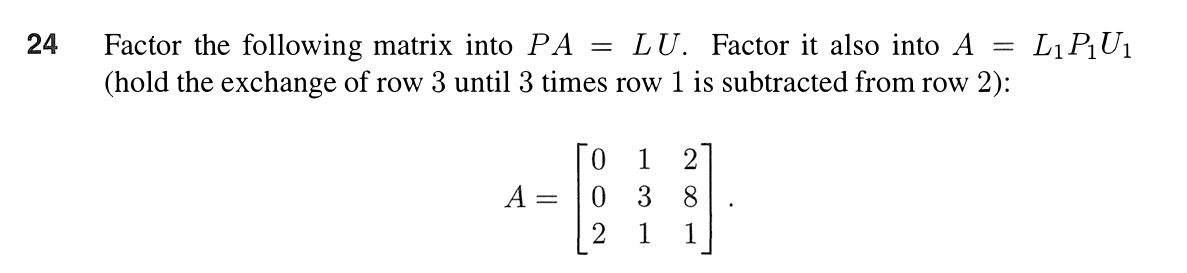 24 Factor the following matrix into PA = LU. Factor it also into A = L₁P₁U₁
(hold the exchange of row 3 until 3 times row 1 is subtracted from row 2):
A = [0 1 2
0 3 8
2 1 1] .